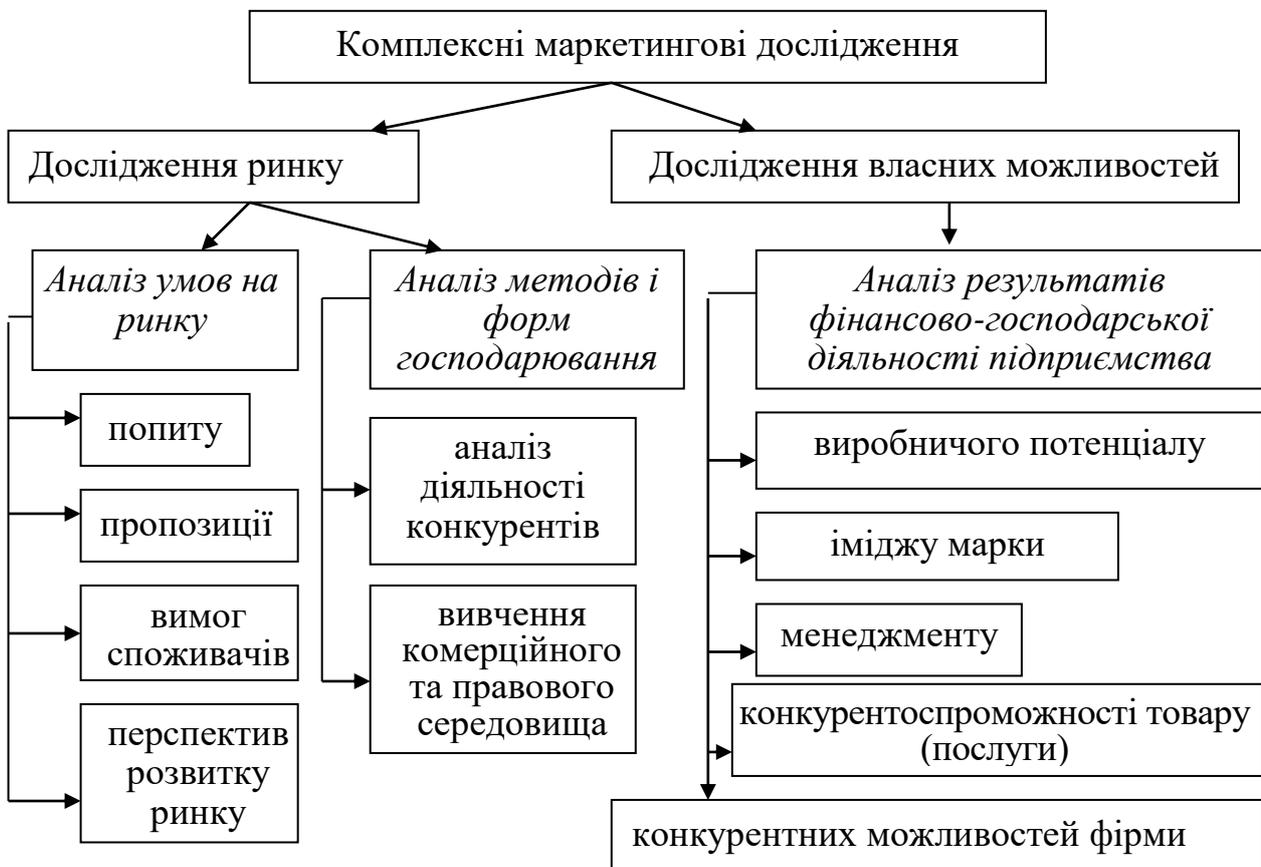 Комплексні маркетингові дослідження
Дослідження ринку
Дослідження власних можливостей
Аналіз умов на
ринку
Аналіз методів і
форм
господарювання
Аналіз результатів
фінансово-господарської
діяльності підприємства
попиту
пропозиції
вимог
споживачів
перспектив
розвитку
ринку
аналіз
діяльності
конкурентів
вивчення
комерційного
та правового
середовища
виробничого потенціалу
іміджу марки
менеджменту
конкурентоспроможності товару
(послуги)
конкурентних можливостей фірми